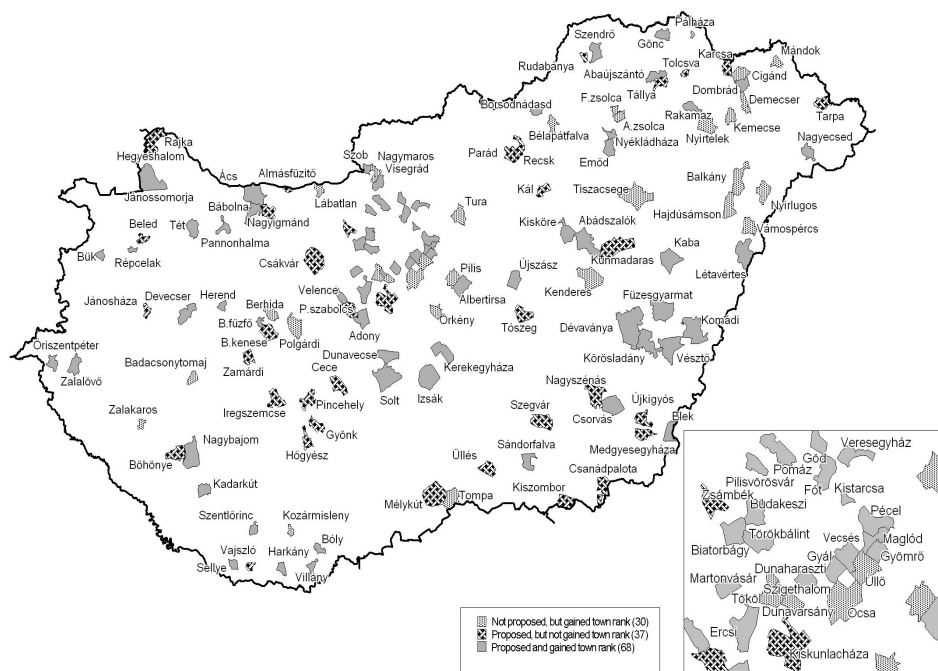 Pálháza
Szendrő
Gönc
Karcsa
Mándok
Rudabánya
Abaújszántó
Tolcsva
Cigánd
Dombrád
Tállya
Demecser
Tarpa
Borsodnádasd
F.zsolca
Rakamaz
Kemecse
A.zsolca
Bélapátfalva
Nyírtelek
Nagyecsed
Nyékládháza
Rajka
Parád
Recsk
Emőd
Hegyeshalom
Szob
Nagymaros
Visegrád
Ács
Almásfüzitő
Balkány
Kál
Tiszacsege
Jánossomorja
Lábatlan
Nyírlugos
Bábolna
Tura
Hajdúsámson
Beled
Tét
Nagyigmánd
Kisköre
Abádszalók
Vámospércs
Pannonhalma
Kaba
Bük
Répcelak
Csákvár
Kunmadaras
Létavértes
Pilis
Újszász
Velence
Albertirsa
Kenderes
Jánosháza
Devecser
Herend
Berhida
P.szabolcs
Füzesgyarmat
Örkény
B.füzfő
Adony
Tószeg
Dévaványa
Komádi
Polgárdi
B.kenese
Őriszentpéter
Dunavecse
Körösladány
Vésztő
Badacsonytomaj
Zamárdi
Cece
Kerekegyháza
Zalalövő
Nagyszénás
Solt
Izsák
Iregszemcse
Pincehely
Szegvár
Újkígyós
Zalakaros
Csorvás
Elek
Gyönk
Nagybajom
Medgyesegyháza
Böhönye
Högyész
Sándorfalva
Üllés
Csanádpalota
Kadarkút
Kiszombor
Mélykút
Tompa
Szentlőrinc
Kozármisleny
Bóly
Vajszló
Harkány
Sellye
Villány
Veresegyház
Göd
Pomáz
Pilisvörösvár
Fót
Kistarcsa
Zsámbék
Budakeszi
Pécel
Törökbálint
Vecsés
Maglód
Biatorbágy
Gyál
Gyömrő
Dunaharaszti
Üllő
Martonvásár
Szigethalom
Tököl
Dunavarsány
Ócsa
Ercsi
Kiskunlacháza
Not proposed, but gained town rank (30)
Proposed, but not gained town rank (37)
Proposed and gained town rank (68)